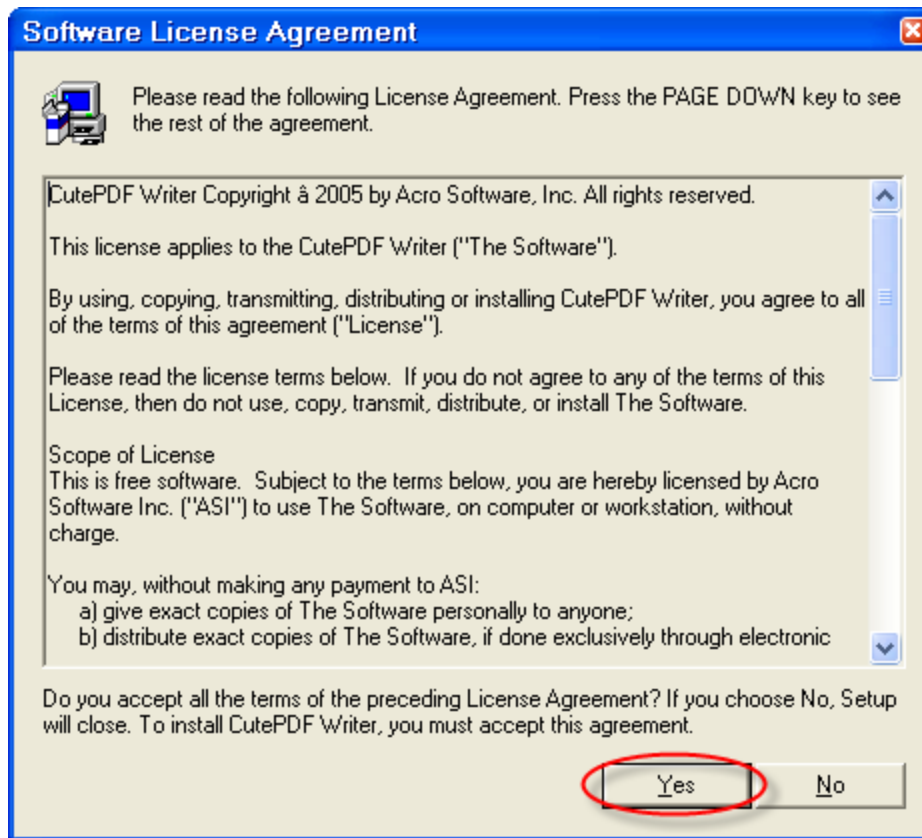 Software License Agreement
Please read the following License Agreement. Press the PAGE DOWN key to see
the rest of the agreement.
CutePDF Writer Copyright â 2005 by Acro Software, Inc. All rights reserved.
This license applies to the CutePDF Writer ("The Software").
By using, copying, transmitting, distributing or installing CutePDF Writer, you agree to all
of the terms of this agreement ("License").
Please read the license terms below.  If you do not agree to any of the terms of this
License, then do not use, copy, transmit, distribute, or install The Software.
Scope of License
This is free software.  Subject to the terms below, you are hereby licensed by Acro
Software Inc. ("ASI") to use The Software, on computer or workstation, without
charge.
You may, without making any payment to ASI:
a) give exact copies of The Software personally to anyone;
b) distribute exact copies of The Software, if done exclusively through electronic
Do you accept all the terms of the preceding License Agreement? If you choose No, Setup
will close. To install CutePDF Writer, you must accept this agreement.
Yes No